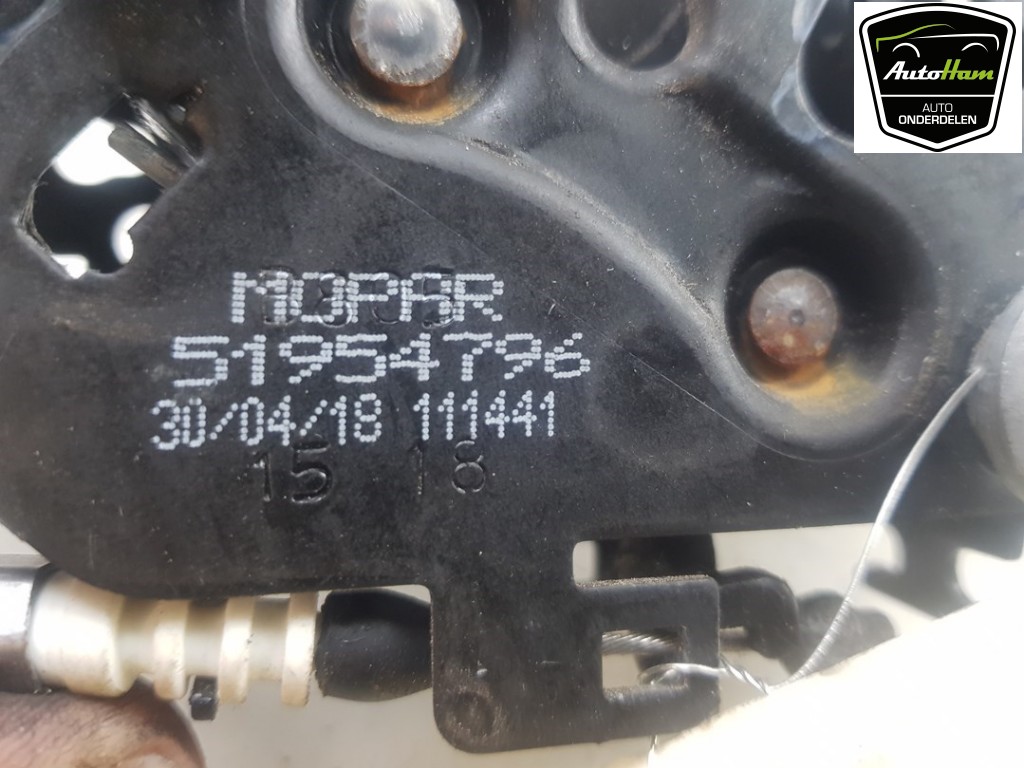 AutoHam
AUTO
ONDERDELEN
MOPAR
51954796
30/04/18 111441
15 18